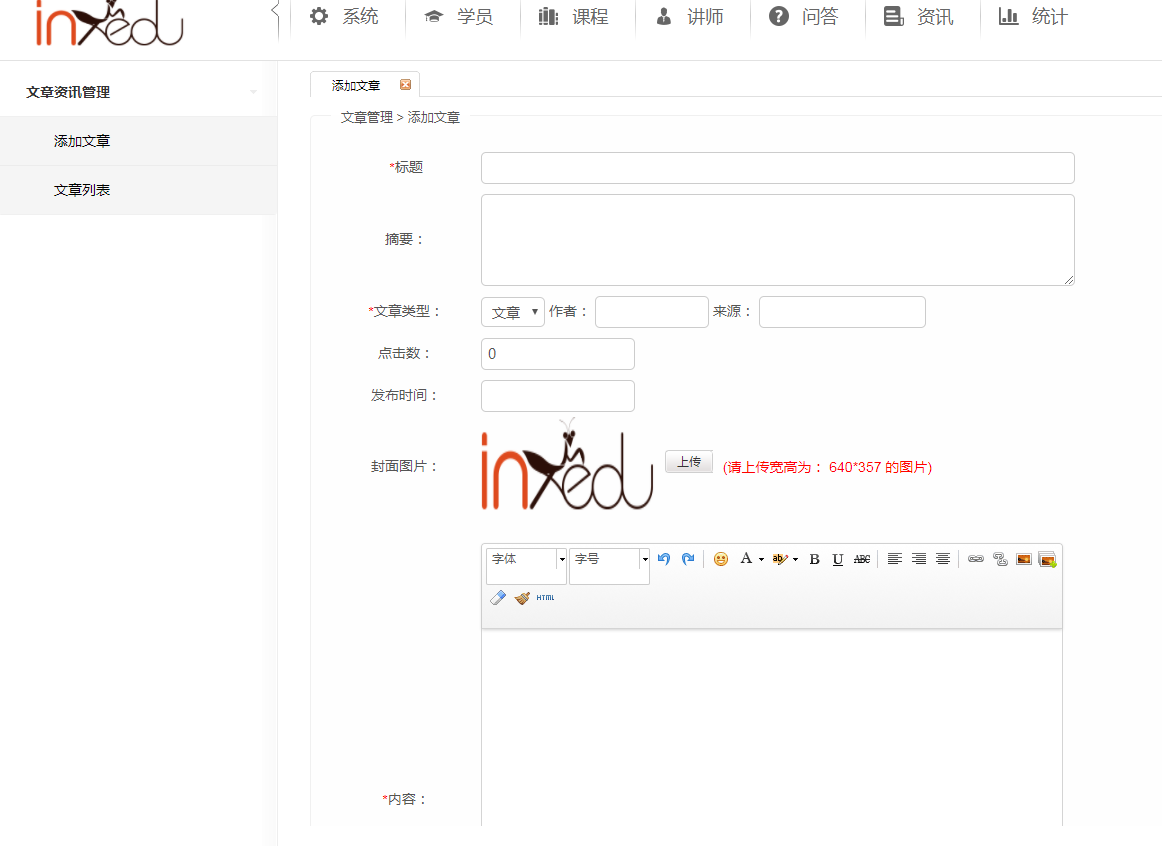 inxedu
系统 学员 课程 讲师 问答 资讯 统计
文章资讯管理
添加文章
文章列表
添加文章
文章管理 > 添加文章
*标题
摘要：
*文章类型： 文章 作者： 来源：
点击数： 0
发布时间：
封面图片： inxedu 上传 (请上传宽高为： 640*357 的图片)
字体 字号 A ab B U ABC
HTML
*内容：